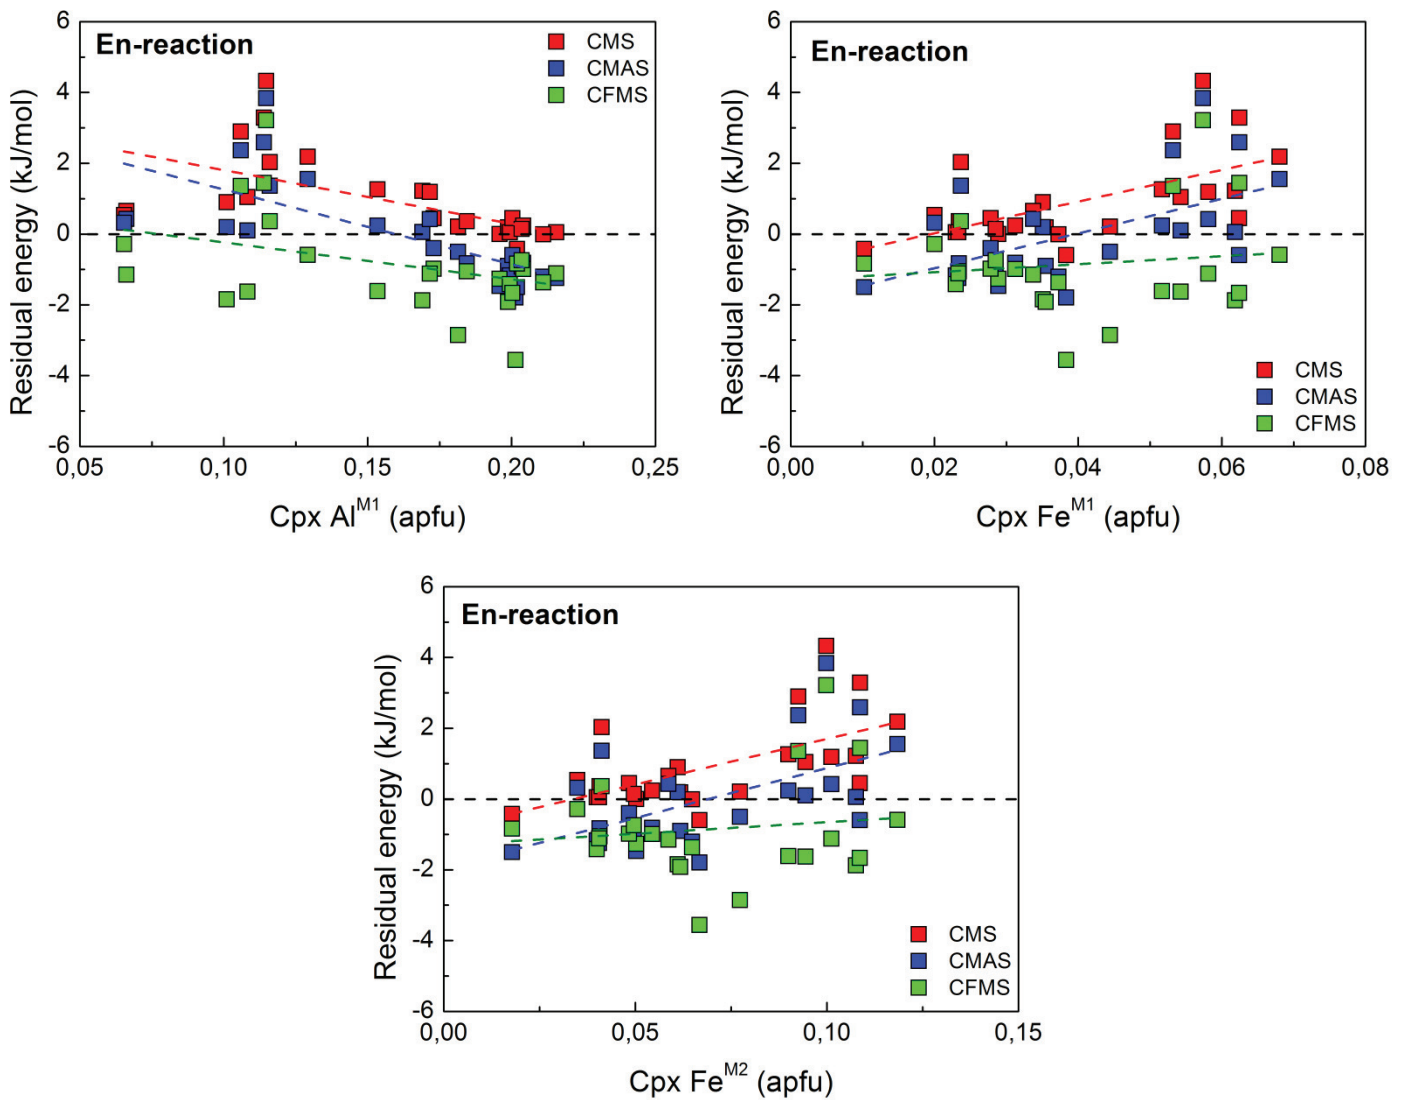 En-reaction
CMS
CMAS
CFMS
6
4
2
0
-2
-4
-6
Residual energy (kJ/mol)
0,05
0,10
0,15
0,20
0,25
Cpx Al^M1 (apfu)
En-reaction
CMS
CMAS
CFMS
6
4
2
0
-2
-4
-6
Residual energy (kJ/mol)
0,00
0,02
0,04
0,06
0,08
Cpx Fe^M1 (apfu)
En-reaction
CMS
CMAS
CFMS
6
4
2
0
-2
-4
-6
Residual energy (kJ/mol)
0,00
0,05
0,10
0,15
Cpx Fe^M2 (apfu)